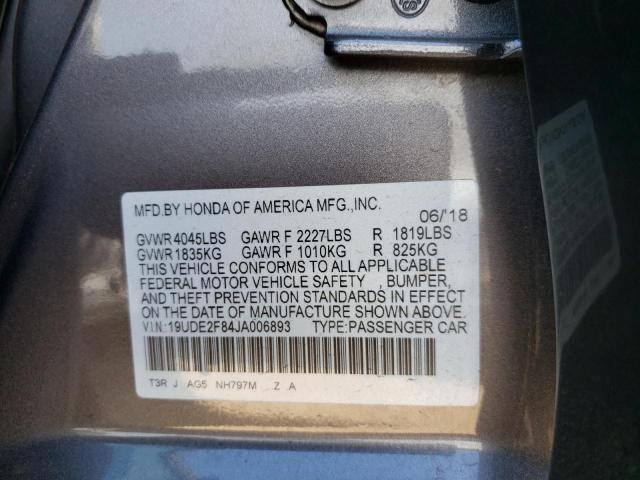 MFD.BY HONDA OF AMERICA MFG.,INC. 06/'18
GVWR 4045LBS GAWR F 2227LBS R 1819LBS
GVWR 1835KG GAWR F 1010KG R 825KG
THIS VEHICLE CONFORMS TO ALL APPLICABLE
FEDERAL MOTOR VEHICLE SAFETY , BUMPER,
AND THEFT PREVENTION STANDARDS IN EFFECT
ON THE DATE OF MANUFACTURE SHOWN ABOVE.
VIN:19UDE2F84JA006893 TYPE:PASSENGER CAR
T3R J AG5 NH797M Z .A